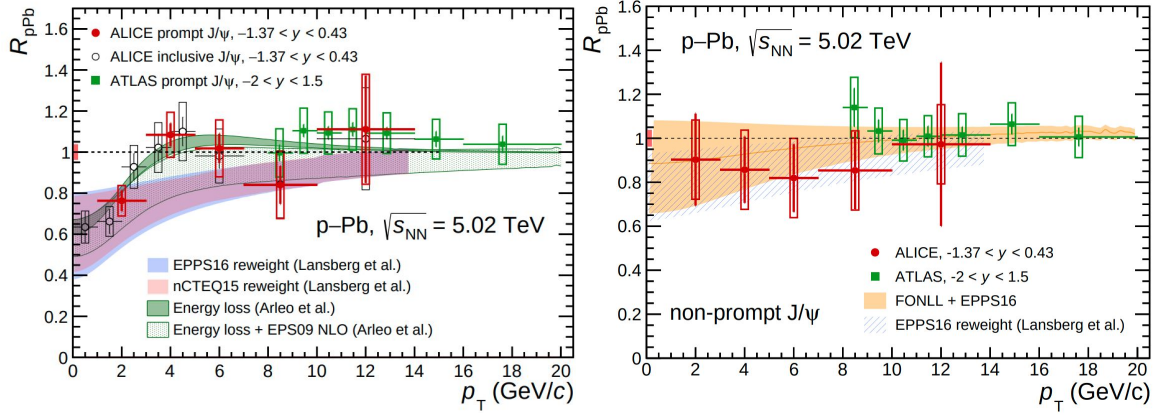 R_pPb
1.6
1.4
1.2
1
0.8
0.6
0.4
0.2
0
ALICE prompt J/ψ, –1.37 < y < 0.43
ALICE inclusive J/ψ, –1.37 < y < 0.43
ATLAS prompt J/ψ, –2 < y < 1.5
p–Pb, √s_NN = 5.02 TeV
EPPS16 reweight (Lansberg et al.)
nCTEQ15 reweight (Lansberg et al.)
Energy loss (Arleo et al.)
Energy loss + EPS09 NLO (Arleo et al.)
0 2 4 6 8 10 12 14 16 18 20
p_T (GeV/c)
R_pPb
1.6
1.4
1.2
1
0.8
0.6
0.4
0.2
0
p–Pb, √s_NN = 5.02 TeV
ALICE, -1.37 < y < 0.43
ATLAS, -2 < y < 1.5
FONLL + EPPS16
EPPS16 reweight (Lansberg et al.)
non-prompt J/ψ
0 2 4 6 8 10 12 14 16 18 20
p_T (GeV/c)